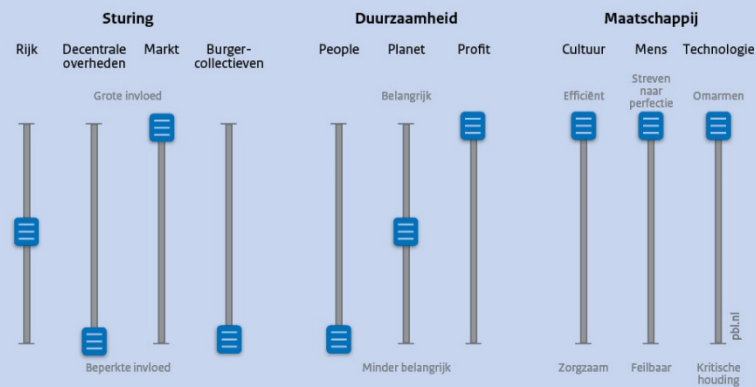 Sturing
Duurzaamheid
Maatschappij
Rijk
Decentrale
overheden
Markt
Burger-
collectieven
People
Planet
Profit
Cultuur
Mens
Technologie
Grote invloed
Belangrijk
Efficiënt
Streven
naar
perfectie
Omarmen
Beperkte invloed
Minder belangrijk
Zorgzaam
Feilbaar
Kritische
houding
pbl.nl